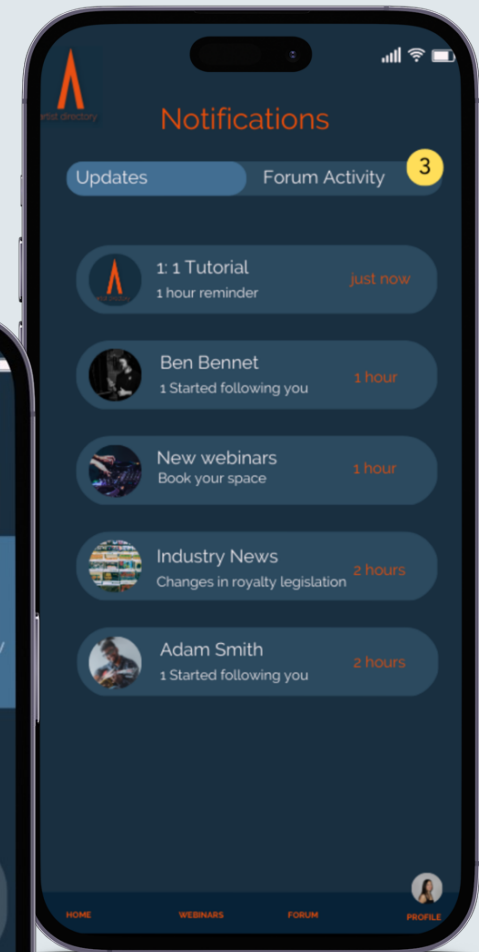 artist directory
Notifications
Updates
Forum Activity
3
1: 1 Tutorial
1 hour reminder
just now
Ben Bennet
1 Started following you
1 hour
New webinars
Book your space
1 hour
Industry News
Changes in royalty legislation
2 hours
Adam Smith
1 Started following you
2 hours
HOME
WEBINARS
FORUM
PROFILE